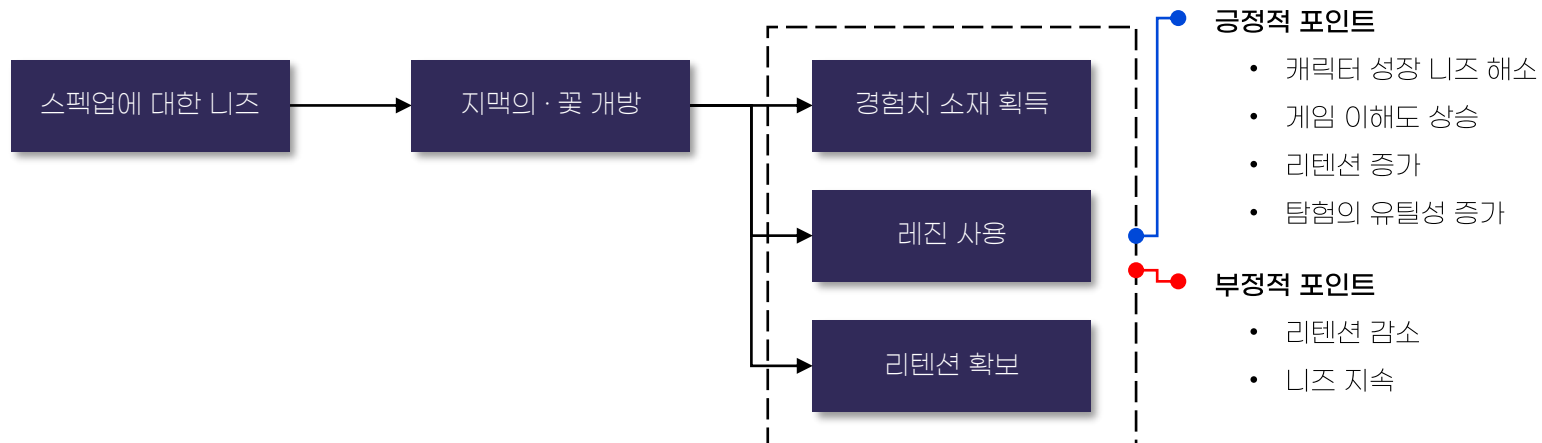 스펙업에 대한 니즈
지맥의 · 꽃 개방
경험치 소재 획득
레진 사용
리텐션 확보
긍정적 포인트
• 캐릭터 성장 니즈 해소
• 게임 이해도 상승
• 리텐션 증가
• 탐험의 유틸성 증가
부정적 포인트
• 리텐션 감소
• 니즈 지속